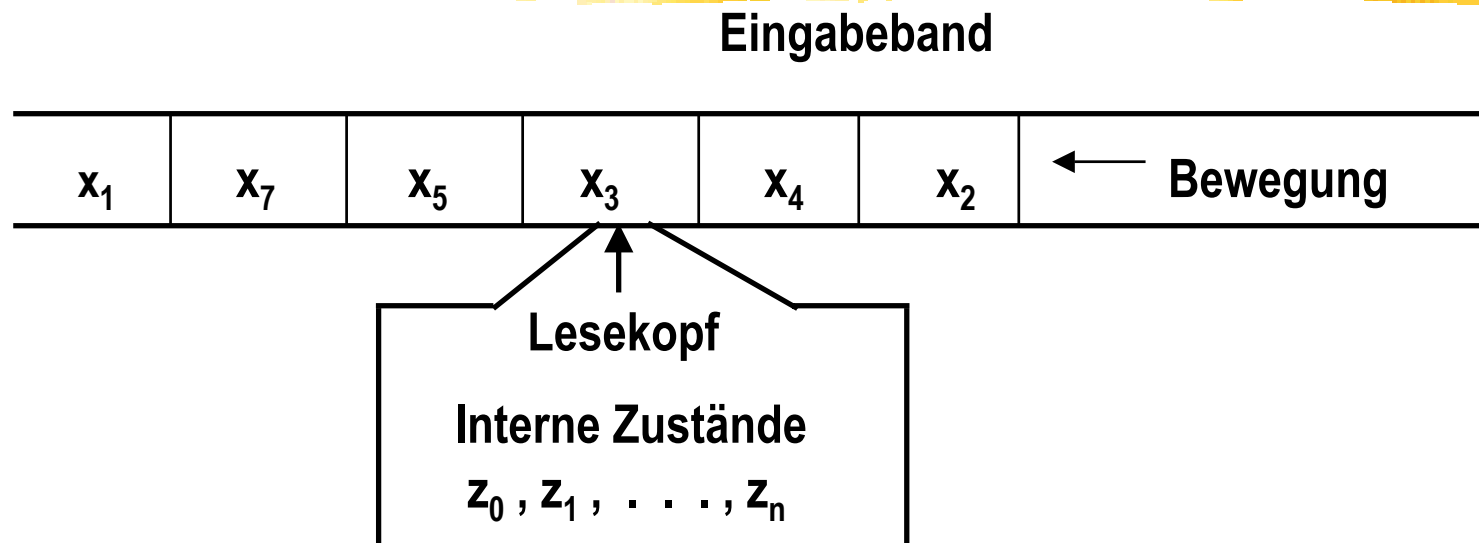 Eingabeband
x₁ x₇ x₅ x₃ x₄ x₂ Bewegung
Lesekopf
Interne Zustände
z₀ , z₁ , . . . , zₙ